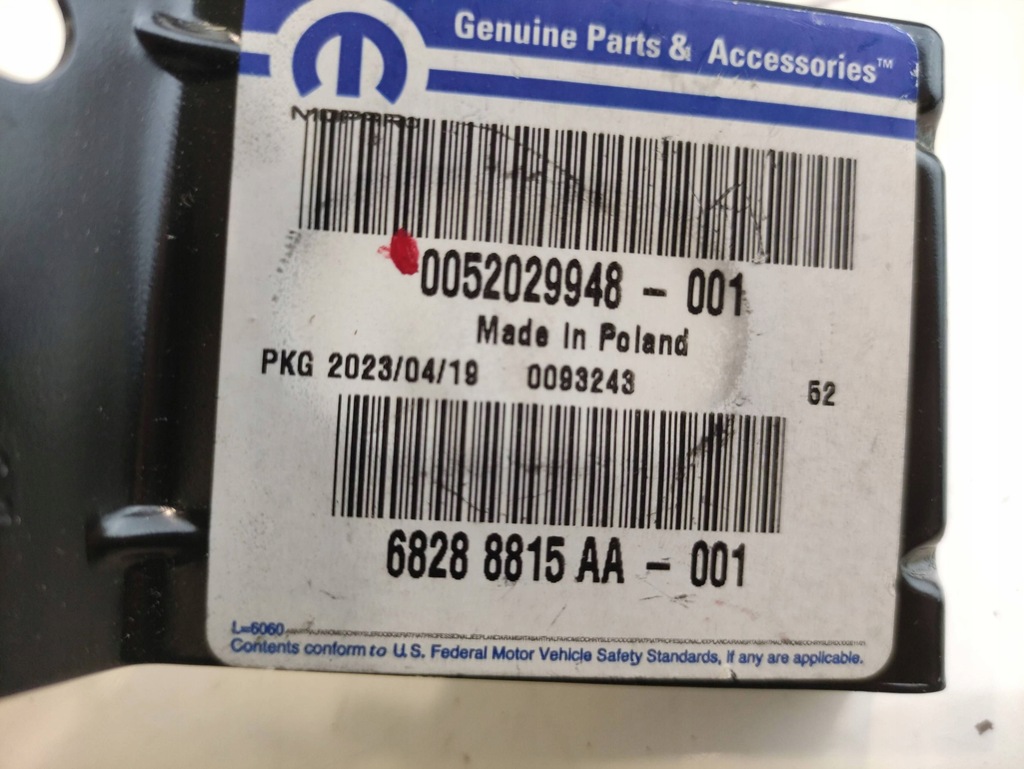 Genuine Parts & Accessories™
MOPAR®
0052029948 - 001
Made In Poland
PKG 2023/04/19 0093243 52
6828 8815 AA - 001
L=6060
Contents conform to U.S. Federal Motor Vehicle Safety Standards, If any are applicable.